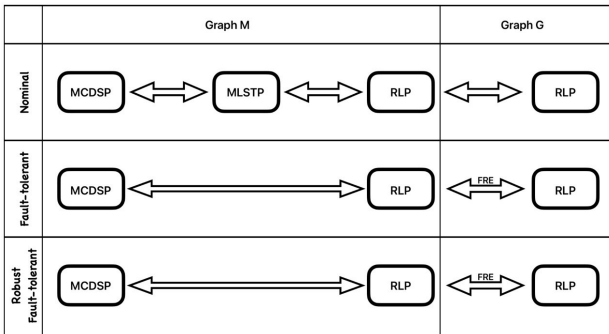 Graph M
Graph G
Nominal
MCDSP
MLSTP
RLP
RLP
Fault-tolerant
MCDSP
RLP
FRE
RLP
Robust
Fault-tolerant
MCDSP
RLP
FRE
RLP